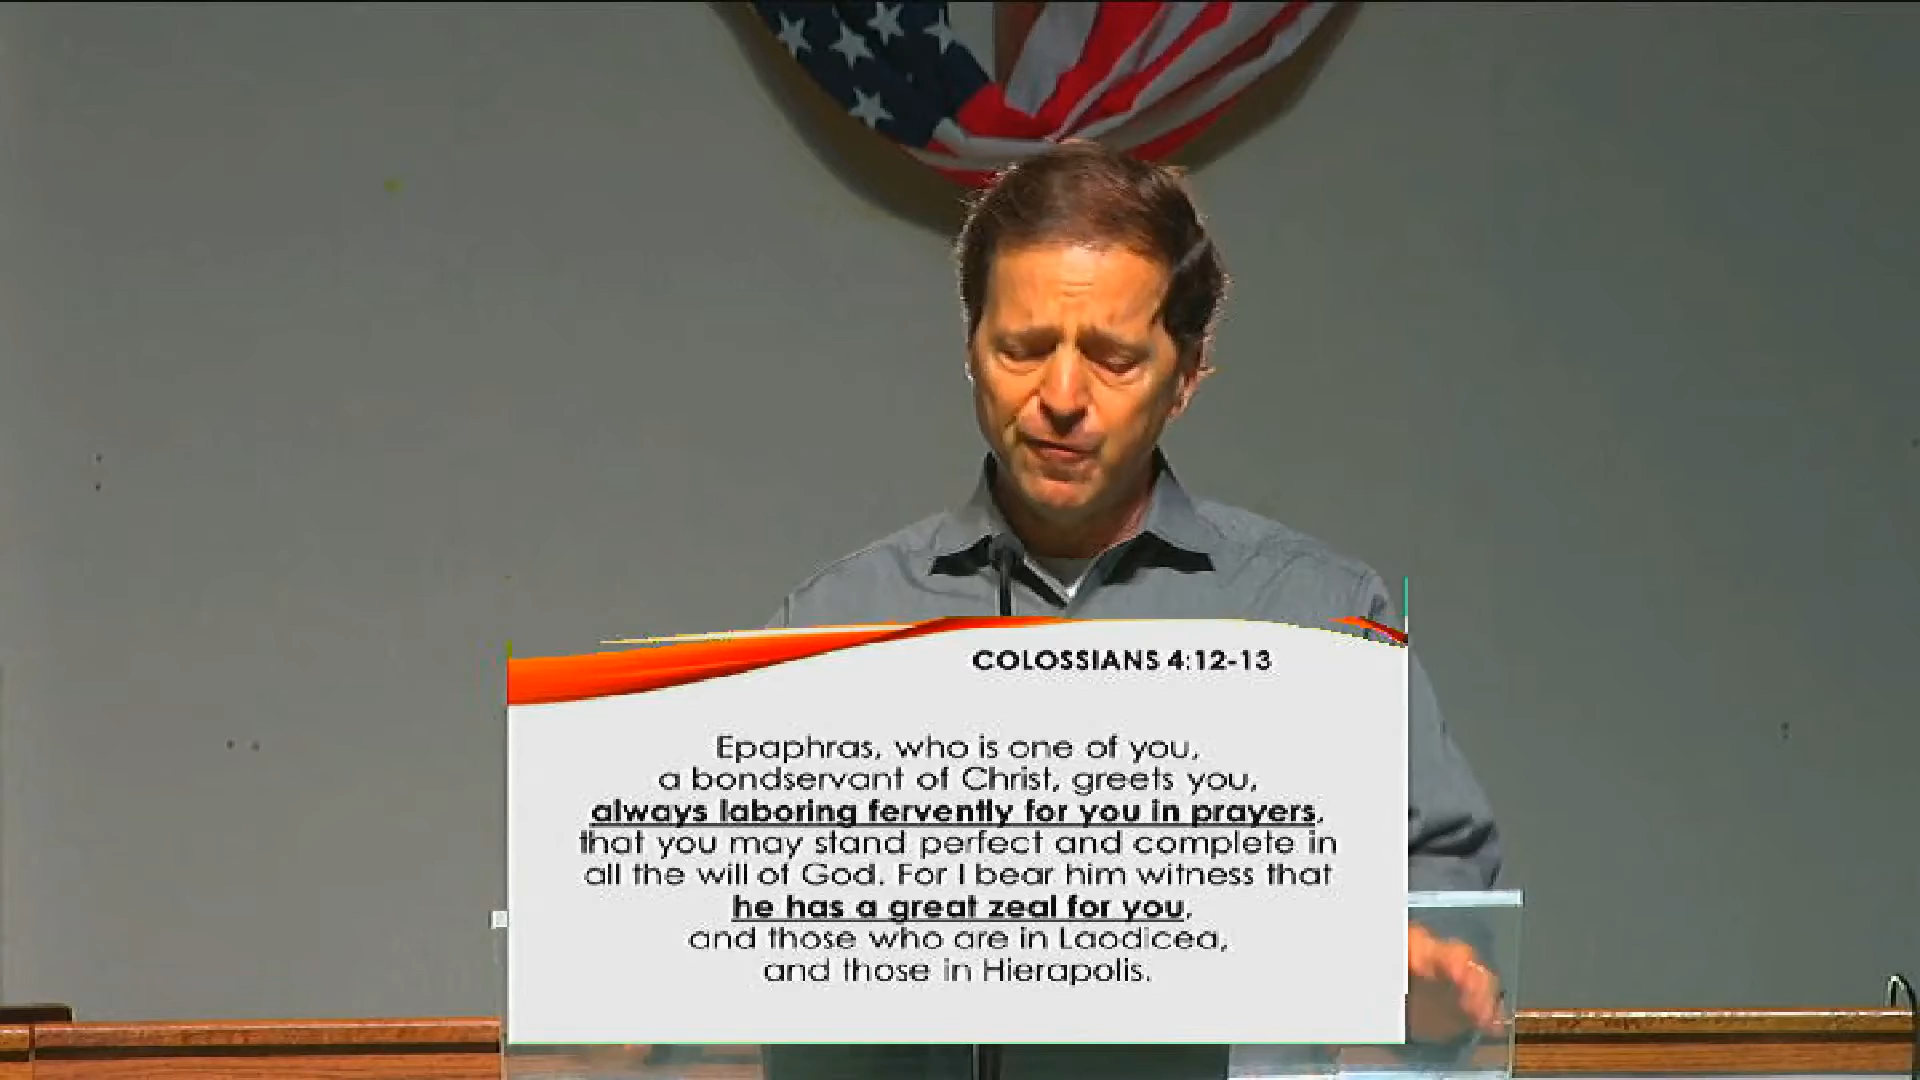 COLOSSIANS 4:12-13
Epaphras, who is one of you,
a bondservant of Christ, greets you,
always laboring fervently for you in prayers,
that you may stand perfect and complete in
all the will of God. For I bear him witness that
he has a great zeal for you,
and those who are in Laodicea,
and those in Hierapolis.